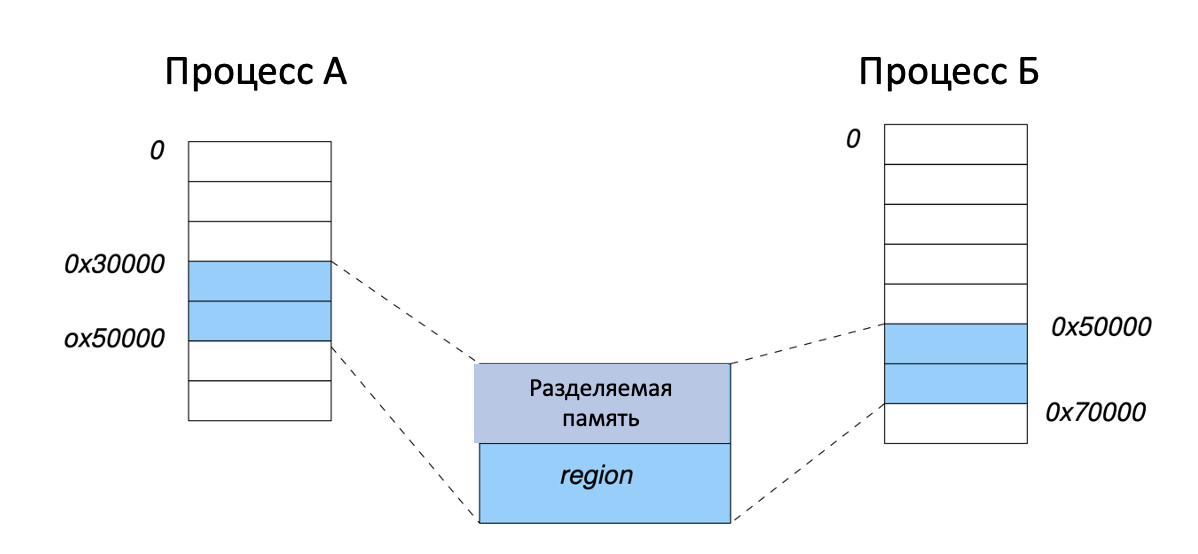 Процесс А
Процесс Б
0
0
0x30000
ox50000
0x50000
Разделяемая
память
0x70000
region